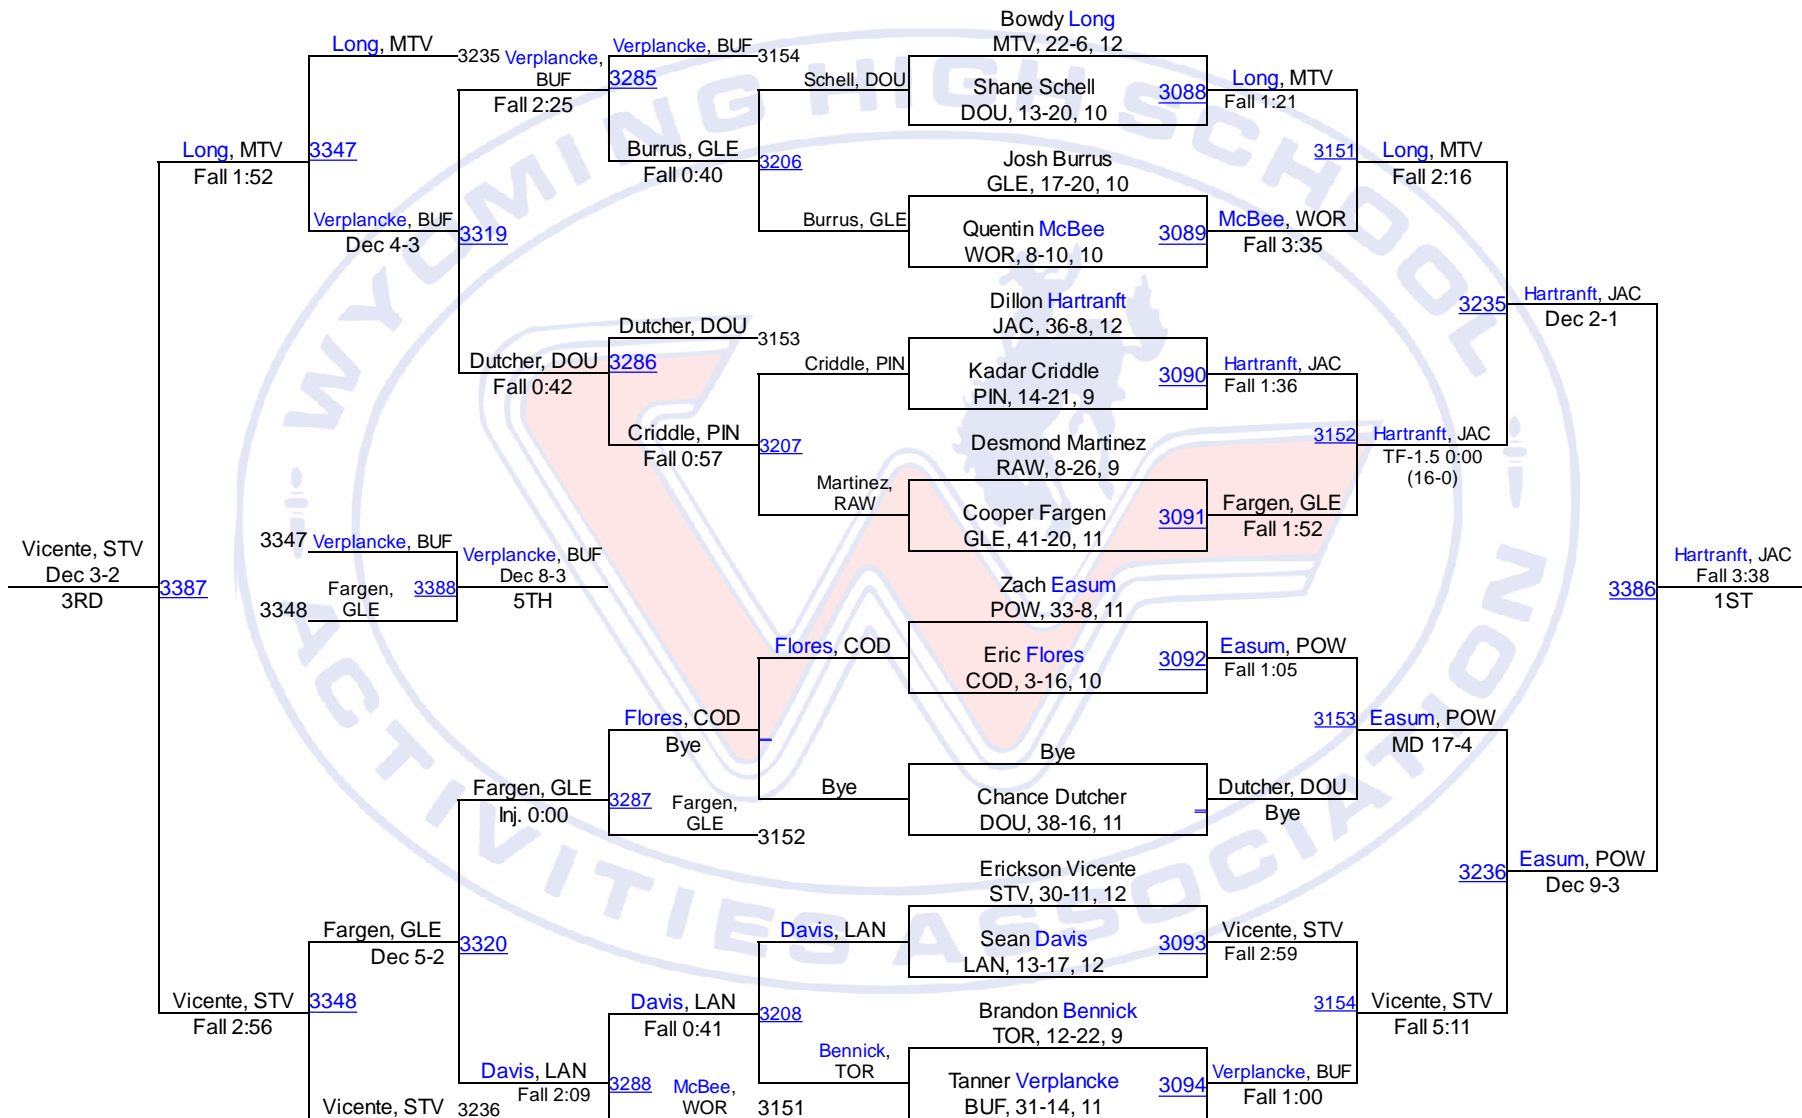 Bowdy Long
MTV, 22-6, 12
Shane Schell
DOU, 13-20, 10
3088
Long, MTV
Fall 1:21
Josh Burrus
GLE, 17-20, 10
Quentin McBee
WOR, 8-10, 10
3089
McBee, WOR
Fall 3:35
3151
Long, MTV
Fall 2:16
Dillon Hartranft
JAC, 36-8, 12
Kadar Criddle
PIN, 14-21, 9
3090
Hartranft, JAC
Fall 1:36
Desmond Martinez
RAW, 8-26, 9
Cooper Fargen
GLE, 41-20, 11
3091
Fargen, GLE
Fall 1:52
3152
Hartranft, JAC
TF-1.5 0:00
(16-0)
3235
Hartranft, JAC
Dec 2-1
Zach Easum
POW, 33-8, 11
Eric Flores
COD, 3-16, 10
3092
Easum, POW
Fall 1:05
Bye
Chance Dutcher
DOU, 38-16, 11
Dutcher, DOU
Bye
3153
Easum, POW
MD 17-4
Erickson Vicente
STV, 30-11, 12
Sean Davis
LAN, 13-17, 12
3093
Vicente, STV
Fall 2:59
Brandon Bennick
TOR, 12-22, 9
Tanner Verplancke
BUF, 31-14, 11
3094
Verplancke, BUF
Fall 1:00
3154
Vicente, STV
Fall 5:11
3236
Easum, POW
Dec 9-3
3386
Hartranft, JAC
Fall 3:38
1ST
Schell, DOU
Burrus, GLE
3206
Burrus, GLE
Fall 0:40
Verplancke, BUF
3154
3285
Verplancke,
BUF
Fall 2:25
Criddle, PIN
Martinez,
RAW
3207
Criddle, PIN
Fall 0:57
Dutcher, DOU
3153
3286
Dutcher, DOU
Fall 0:42
3319
Verplancke, BUF
Dec 4-3
Long, MTV
3235
3347
Long, MTV
Fall 1:52
3347
Verplancke, BUF
Fargen,
GLE
3348
3388
Verplancke, BUF
Dec 8-3
5TH
Vicente, STV
Dec 3-2
3RD
3387
Flores, COD
Bye
Flores, COD
Bye
Fargen,
GLE
3152
3287
Fargen, GLE
Inj. 0:00
Davis, LAN
Bennick,
TOR
3208
Davis, LAN
Fall 0:41
McBee,
WOR
3151
3288
Davis, LAN
Fall 2:09
3320
Fargen, GLE
Dec 5-2
Vicente, STV
3236
3348
Vicente, STV
Fall 2:56
WYOMING HIGH SCHOOL
ACTIVITIES ASSOCIATION